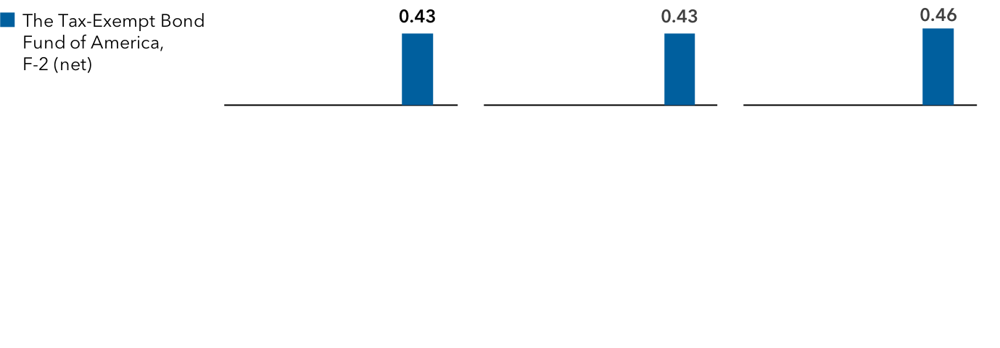 The Tax-Exempt Bond
Fund of America,
F-2 (net)
0.43
0.43
0.46